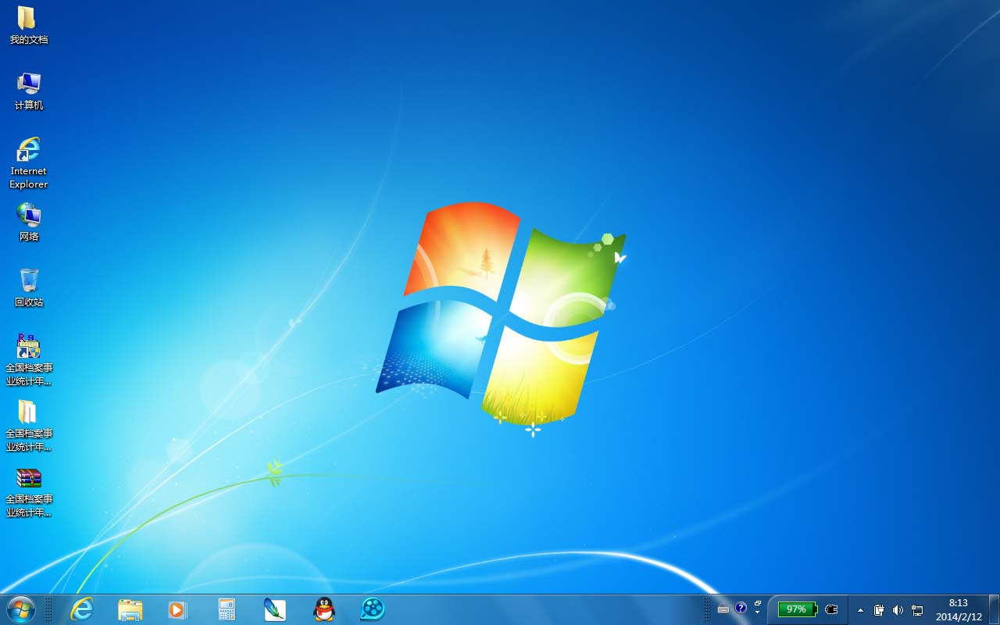 我的文档
计算机
Internet
Explorer
网络
回收站
全国档案事
业统计年...
全国档案事
业统计年...
全国档案事
业统计年...
97%
8:13
2014/2/12